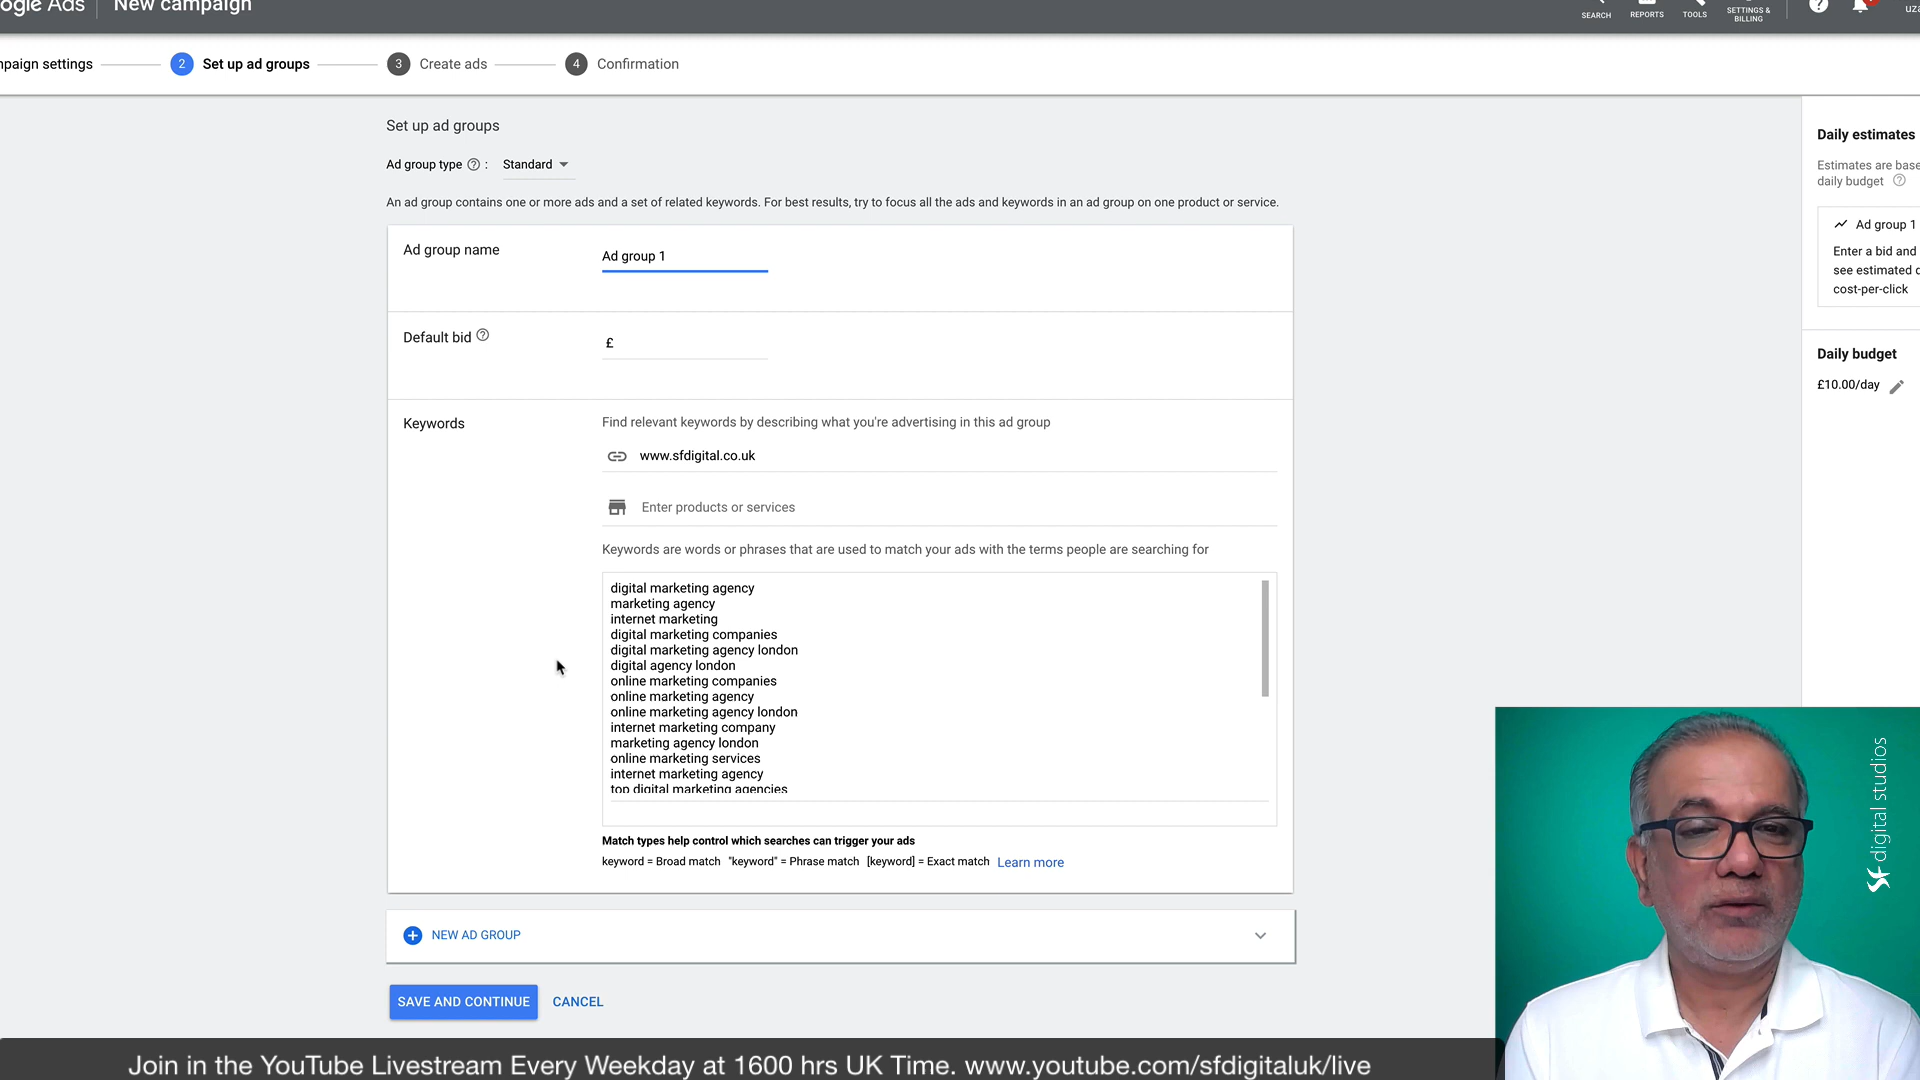 ogle Ads
New campaign
SEARCH
REPORTS
TOOLS
SETTINGS &
BILLING
?
paign settings
2 Set up ad groups
3 Create ads
4 Confirmation
Set up ad groups
Ad group type ? : Standard
An ad group contains one or more ads and a set of related keywords. For best results, try to focus all the ads and keywords in an ad group on one product or service.
Ad group name
Ad group 1
Default bid ?
£
Keywords
Find relevant keywords by describing what you're advertising in this ad group
www.sfdigital.co.uk
Enter products or services
Keywords are words or phrases that are used to match your ads with the terms people are searching for
digital marketing agency
marketing agency
internet marketing
digital marketing companies
digital marketing agency london
digital agency london
online marketing companies
online marketing agency
online marketing agency london
internet marketing company
marketing agency london
online marketing services
internet marketing agency
top digital marketing agencies
Match types help control which searches can trigger your ads
keyword = Broad match "keyword" = Phrase match [keyword] = Exact match Learn more
NEW AD GROUP
SAVE AND CONTINUE
CANCEL
Daily estimates
Estimates are base
daily budget ?
Ad group 1
Enter a bid and
see estimated
cost-per-click
Daily budget
£10.00/day
digital studios
Join in the YouTube Livestream Every Weekday at 1600 hrs UK Time. www.youtube.com/sfdigitaluk/live